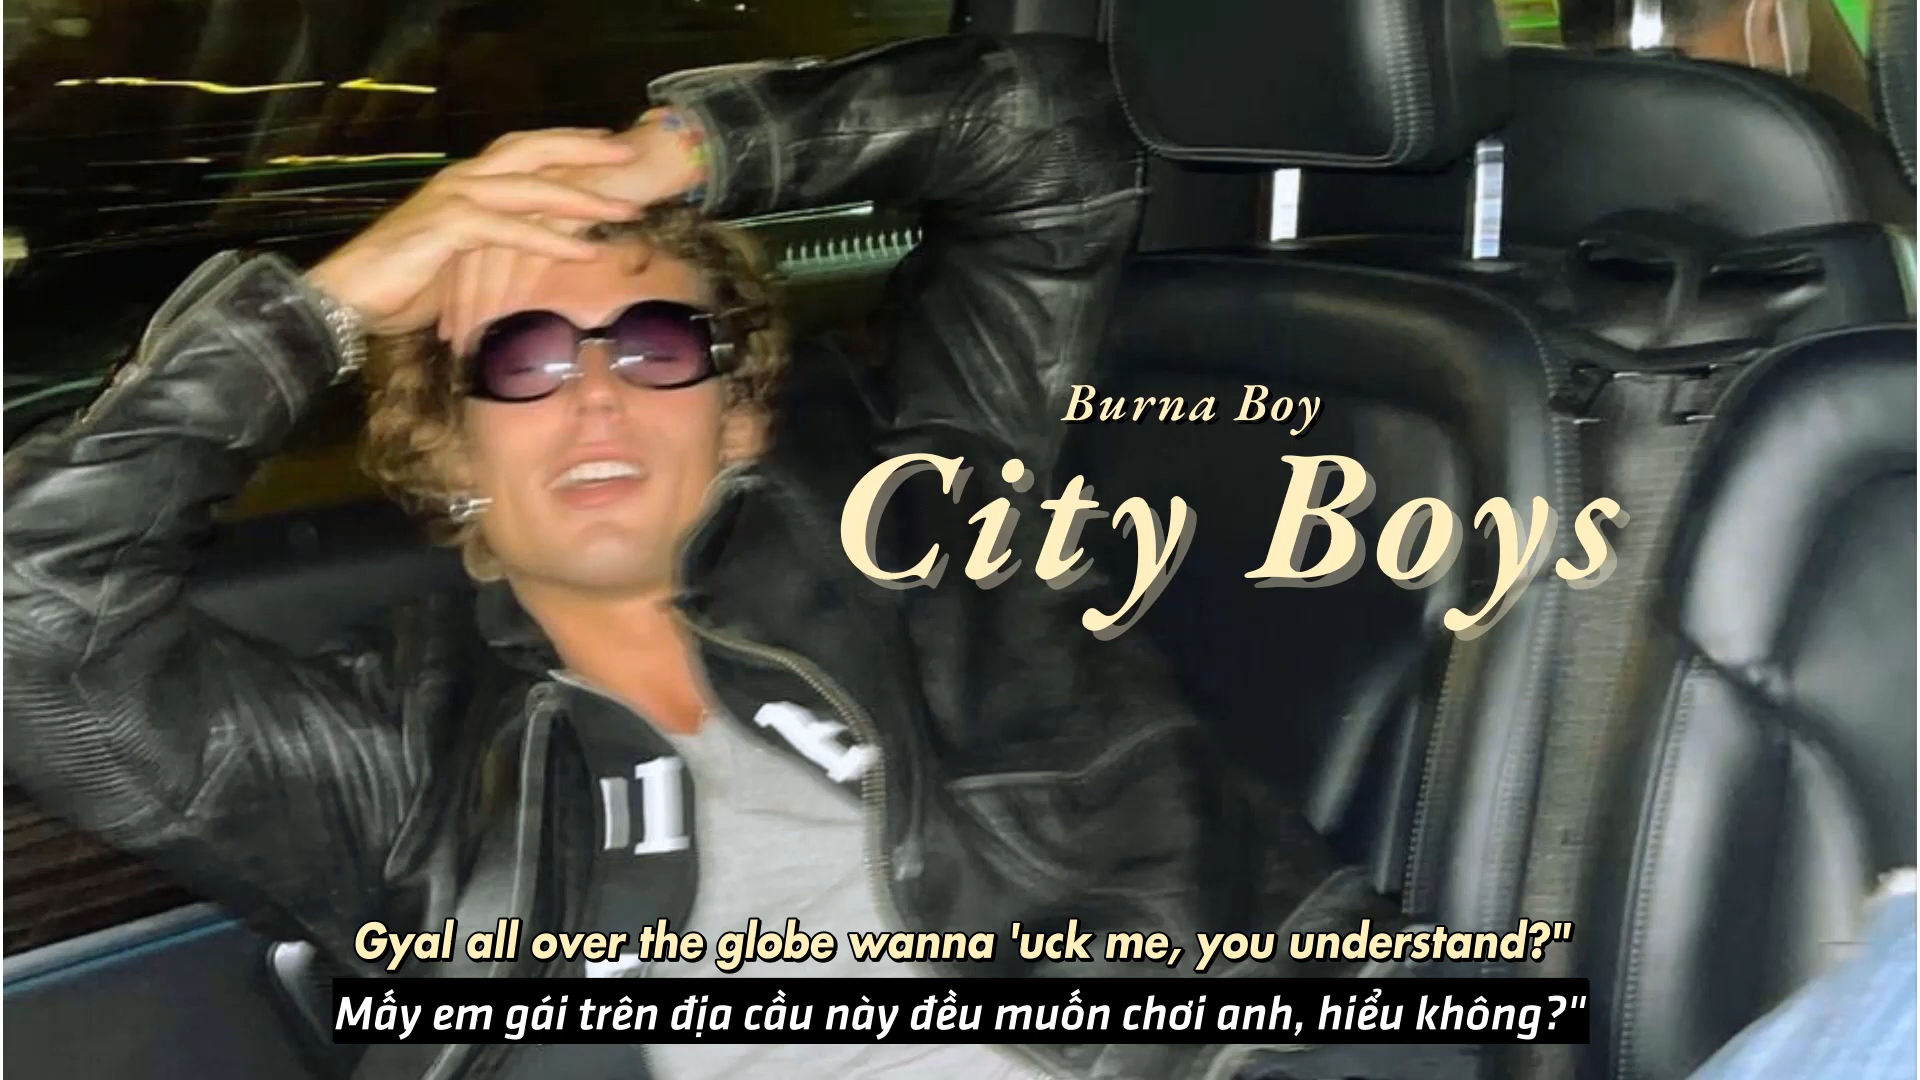 Burna Boy
City Boys
Gyal all over the globe wanna 'uck me, you understand?"
Mấy em gái trên địa cầu này đều muốn chơi anh, hiểu không?"